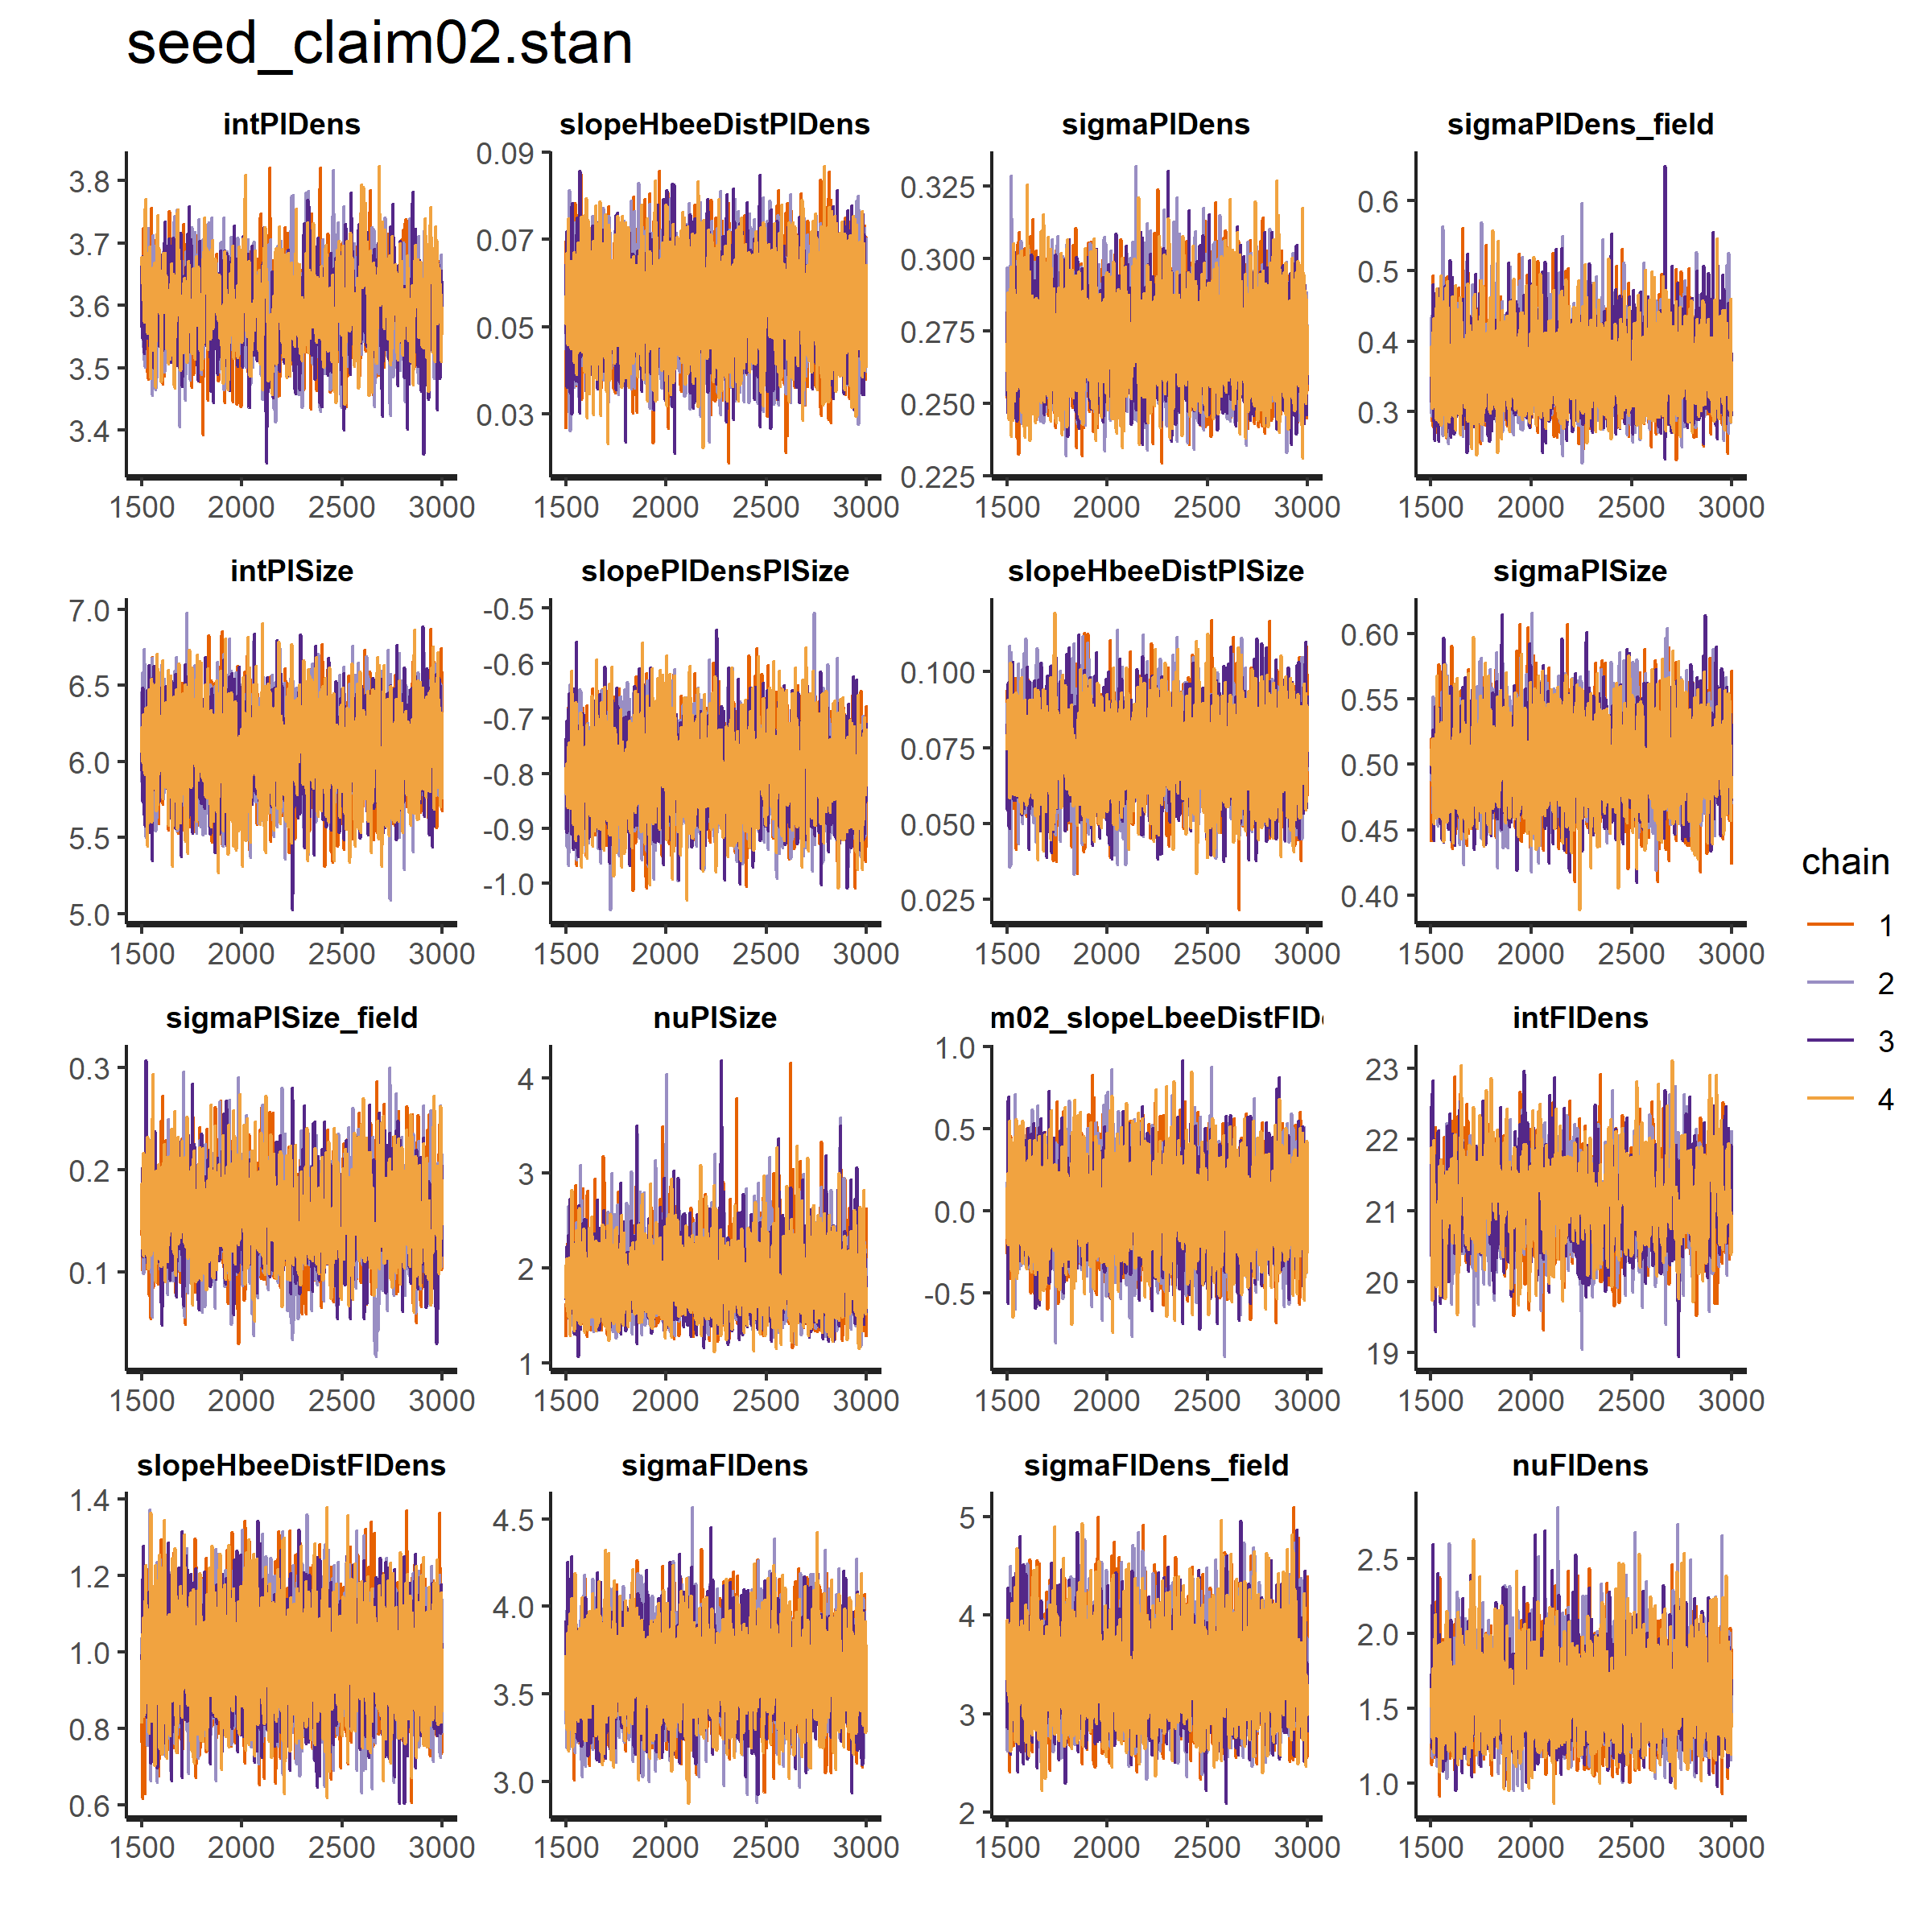 seed_claim02.stan
intPlDens slopeHbeeDistPlDens sigmaPlDens sigmaPlDens_field
3.8 3.7 3.6 3.5 3.4
0.09 0.07 0.05 0.03
0.325 0.300 0.275 0.250 0.225
0.6 0.5 0.4 0.3
1500 2000 2500 3000 1500 2000 2500 3000 1500 2000 2500 3000 1500 2000 2500 3000
intPlSize slopePlDensPlSize slopeHbeeDistPlSize sigmaPlSize
7.0 6.5 6.0 5.5 5.0
-0.5 -0.6 -0.7 -0.8 -0.9 -1.0
0.100 0.075 0.050 0.025
0.60 0.55 0.50 0.45 0.40
1500 2000 2500 3000 1500 2000 2500 3000 1500 2000 2500 3000 1500 2000 2500 3000
sigmaPlSize_field nuPlSize m02_slopeLbeeDistFlD intFlDens
0.3 0.2 0.1
4 3 2 1
1.0 0.5 0.0 -0.5
23 22 21 20 19
1500 2000 2500 3000 1500 2000 2500 3000 1500 2000 2500 3000 1500 2000 2500 3000
slopeHbeeDistFlDens sigmaFlDens sigmaFlDens_field nuFlDens
1.4 1.2 1.0 0.8 0.6
4.5 4.0 3.5 3.0
5 4 3 2
2.5 2.0 1.5 1.0
1500 2000 2500 3000 1500 2000 2500 3000 1500 2000 2500 3000 1500 2000 2500 3000
chain
1
2
3
4